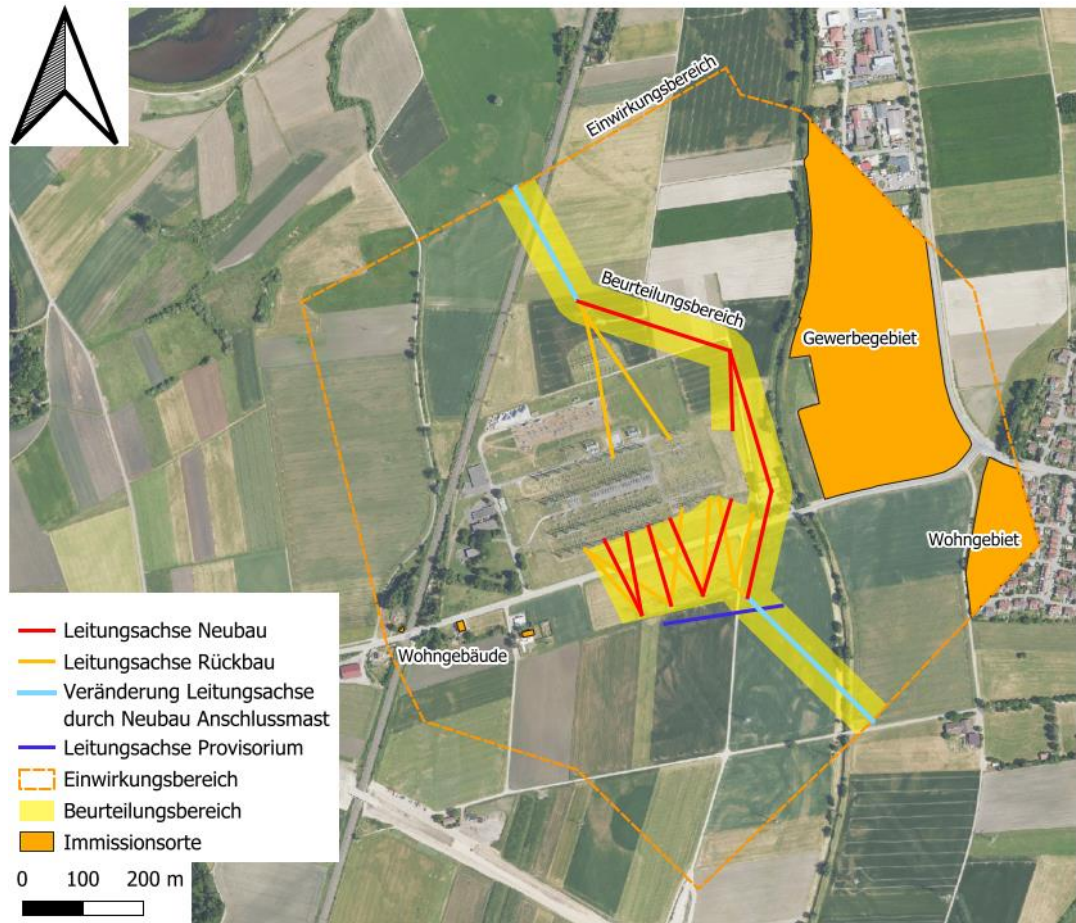 Einwirkungsbereich
Beurteilungsbereich
Gewerbegebiet
Wohngebiet
Wohngebäude
Leitungsachse Neubau
Leitungsachse Rückbau
Veränderung Leitungsachse
durch Neubau Anschlussmast
Leitungsachse Provisorium
Einwirkungsbereich
Beurteilungsbereich
Immissionsorte
0 100 200 m